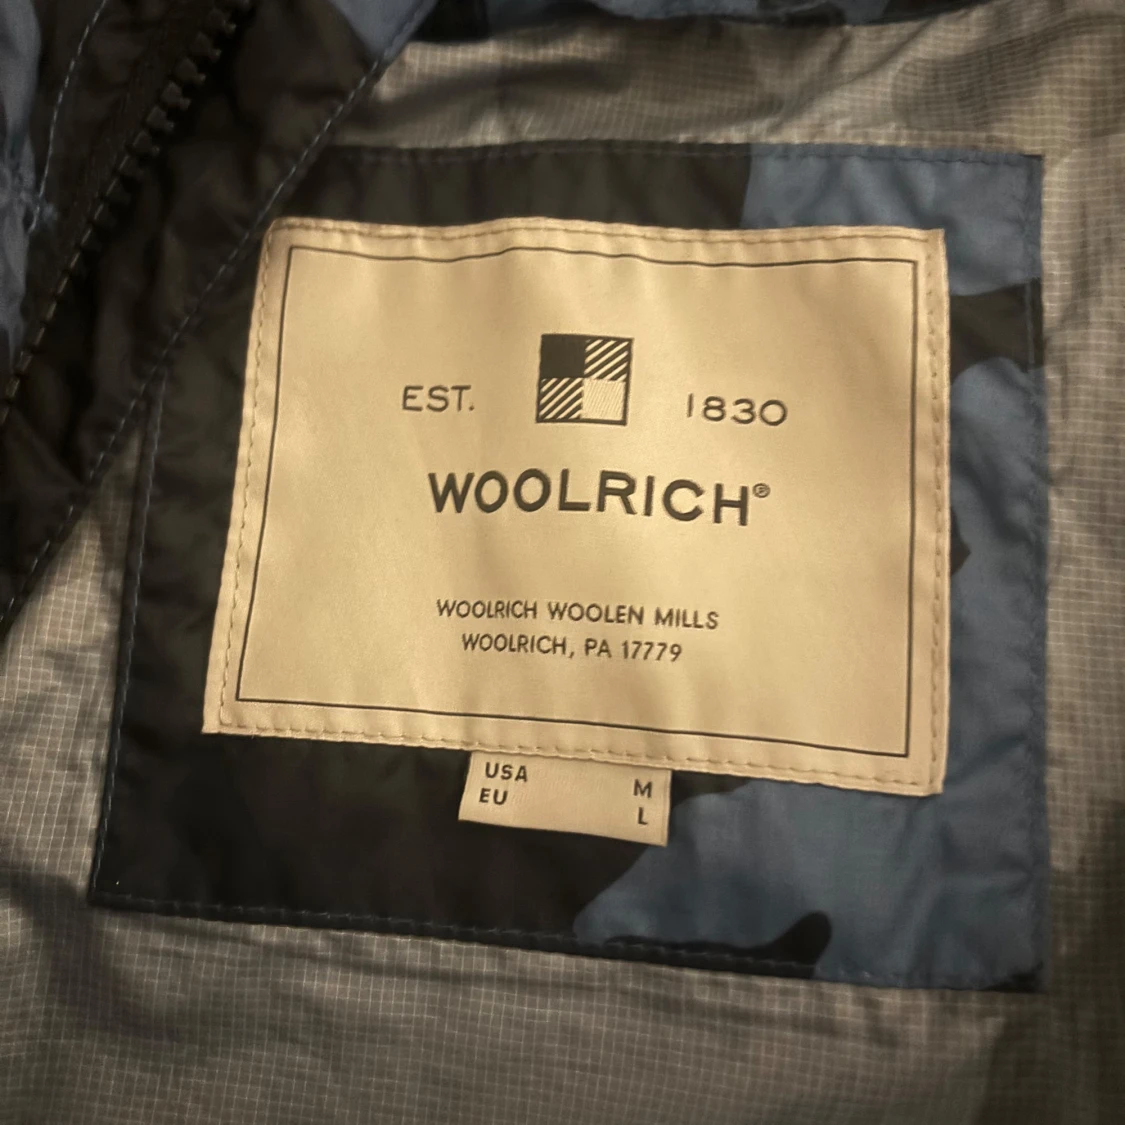 EST. 1830
WOOLRICH®
WOOLRICH WOOLEN MILLS
WOOLRICH, PA 17779
USA M
EU L